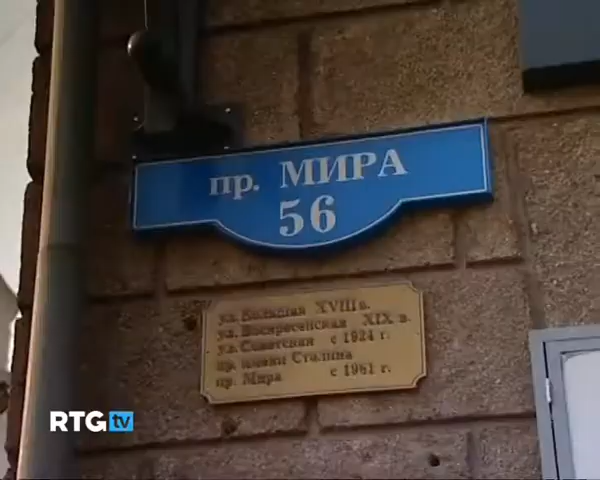 пр. МИРА
56
ул. Большая XVIII в.
ул. Воскресенская XIX в.
ул. Советская с 1924 г.
пр. имени Сталина
пр. Мира с 1961 г.
RTG tv